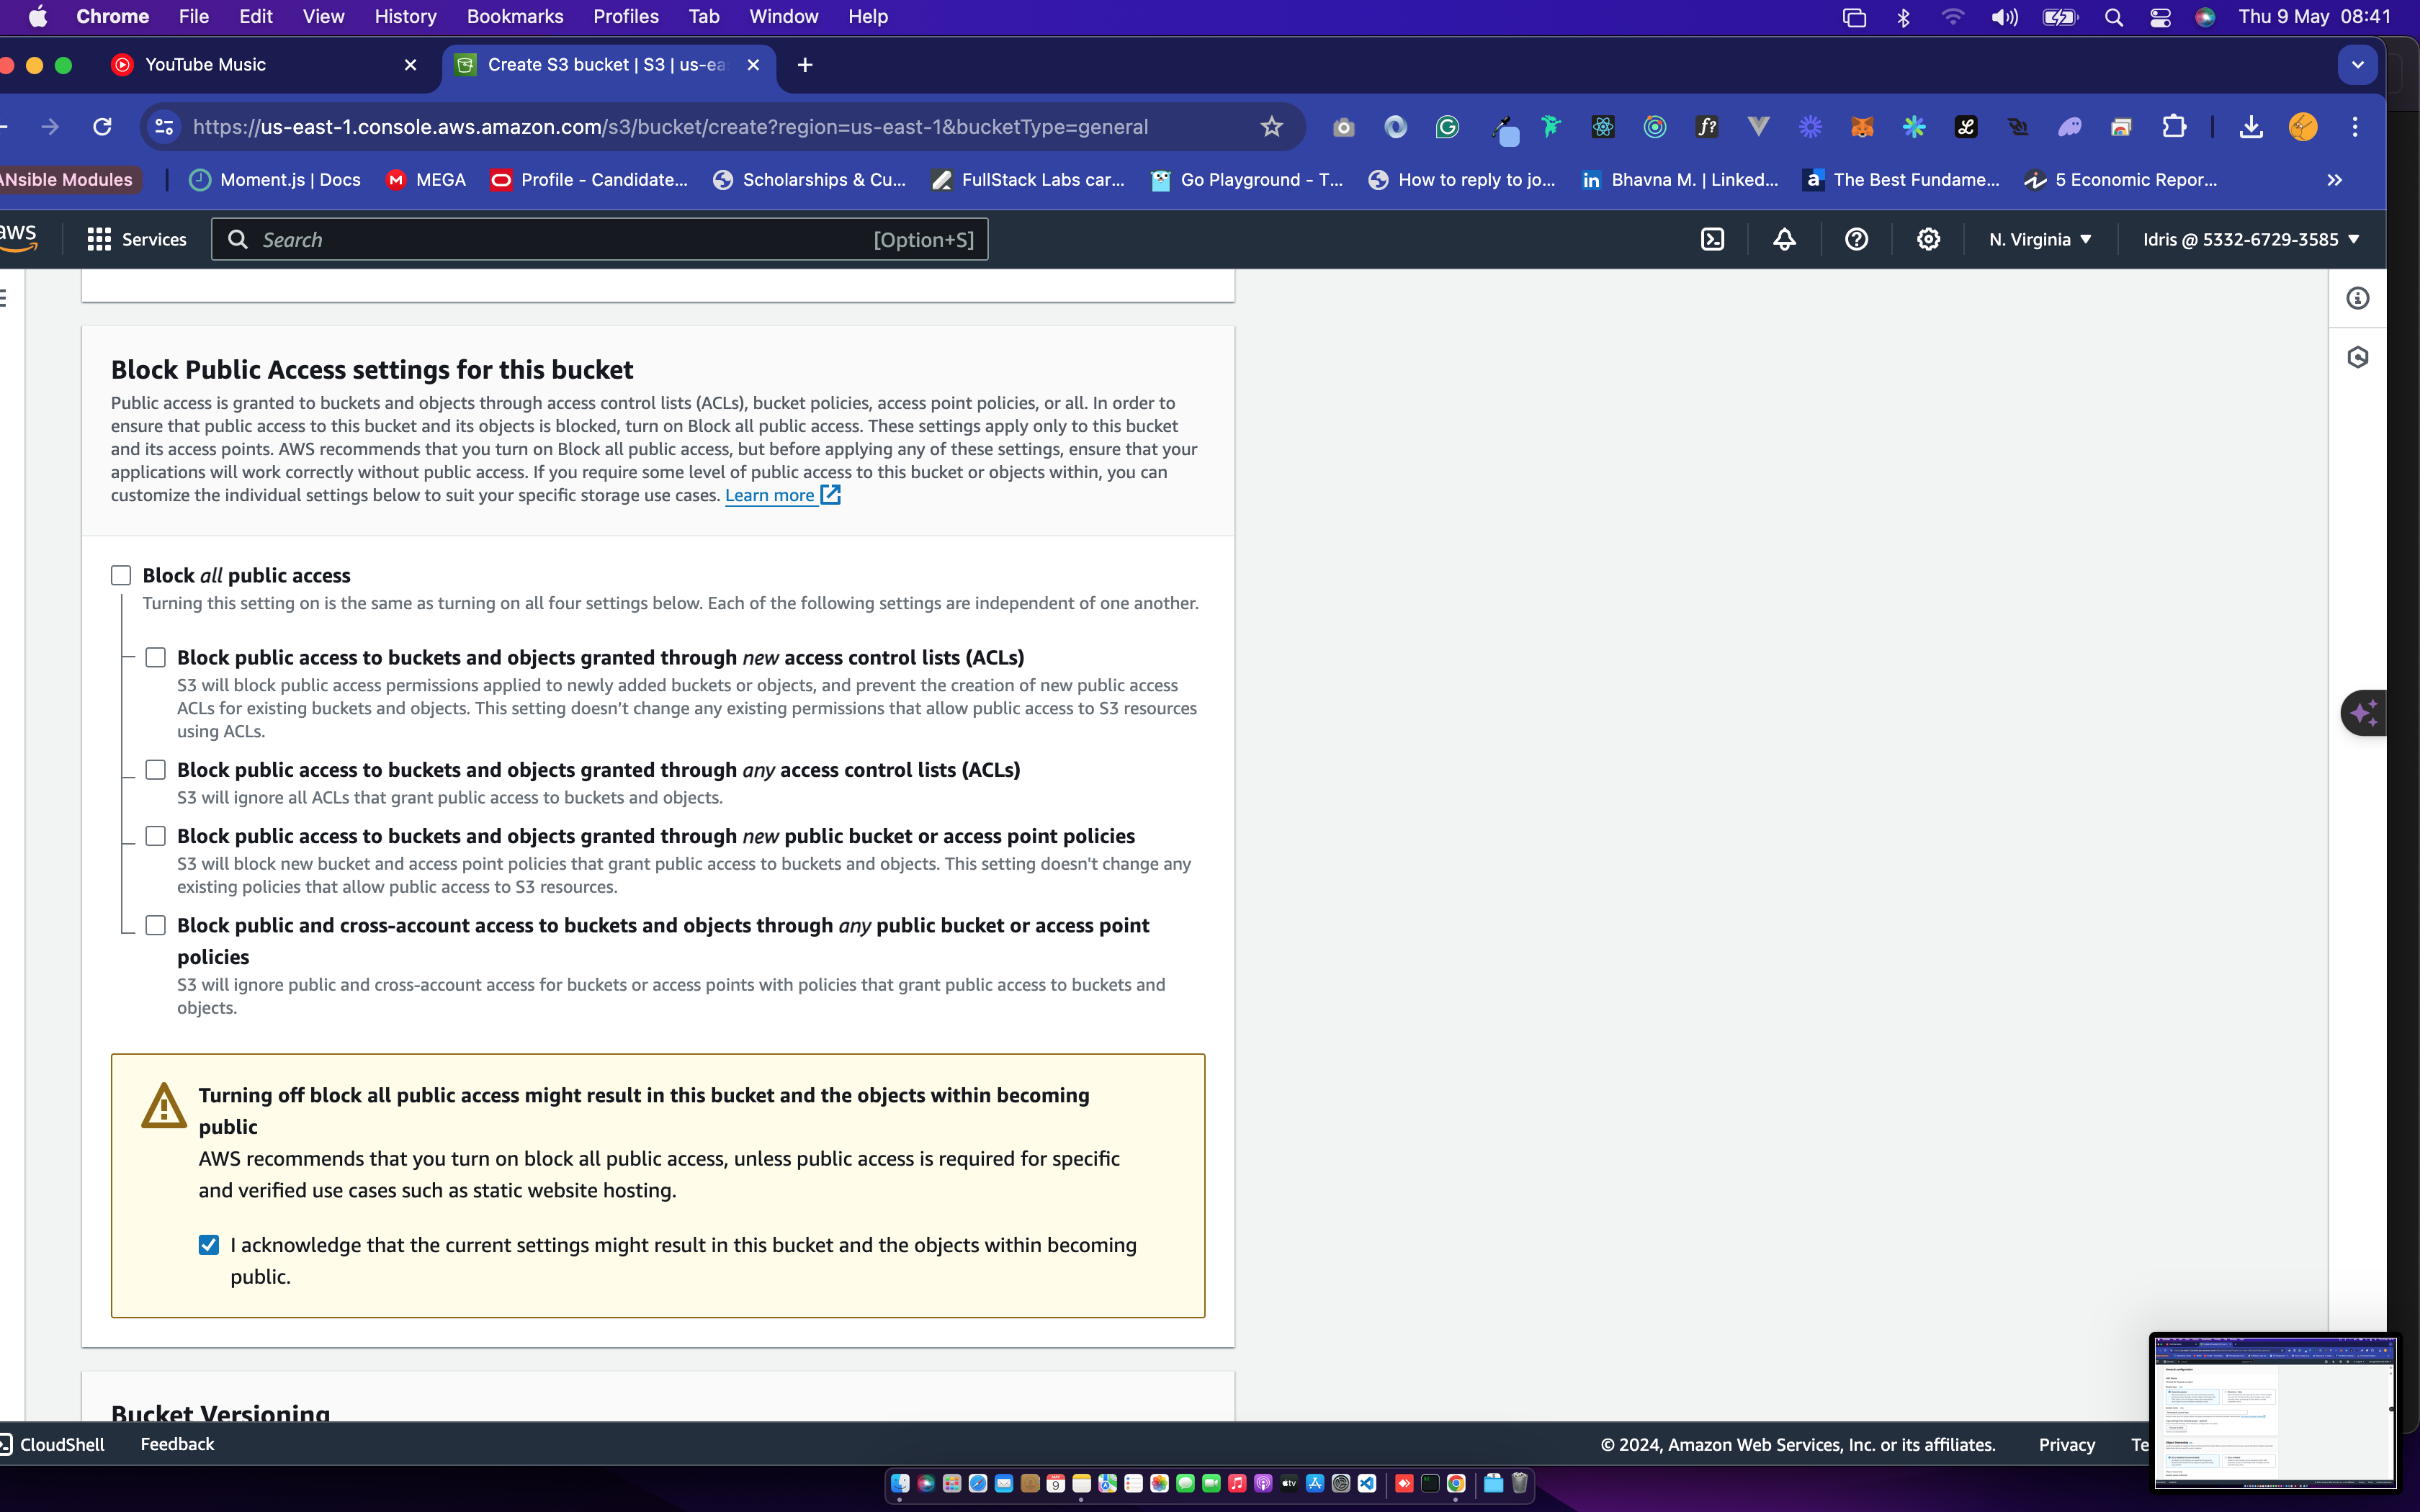 Chrome File Edit View History Bookmarks Profiles Tab Window Help Thu 9 May 08:41
YouTube Music Create S3 bucket | S3 | us-ea
https://us-east-1.console.aws.amazon.com/s3/bucket/create?region=us-east-1&bucketType=general
ANsible Modules Moment.js | Docs MEGA Profile - Candidate... Scholarships & Cu... FullStack Labs car... Go Playground - T... How to reply to jo... Bhavna M. | Linked... The Best Fundame... 5 Economic Repor...
aws Services Search [Option+S] N. Virginia Idris @ 5332-6729-3585
Block Public Access settings for this bucket
Public access is granted to buckets and objects through access control lists (ACLs), bucket policies, access point policies, or all. In order to
ensure that public access to this bucket and its objects is blocked, turn on Block all public access. These settings apply only to this bucket
and its access points. AWS recommends that you turn on Block all public access, but before applying any of these settings, ensure that your
applications will work correctly without public access. If you require some level of public access to this bucket or objects within, you can
customize the individual settings below to suit your specific storage use cases. Learn more
Block all public access
Turning this setting on is the same as turning on all four settings below. Each of the following settings are independent of one another.
Block public access to buckets and objects granted through new access control lists (ACLs)
S3 will block public access permissions applied to newly added buckets or objects, and prevent the creation of new public access
ACLs for existing buckets and objects. This setting doesn’t change any existing permissions that allow public access to S3 resources
using ACLs.
Block public access to buckets and objects granted through any access control lists (ACLs)
S3 will ignore all ACLs that grant public access to buckets and objects.
Block public access to buckets and objects granted through new public bucket or access point policies
S3 will block new bucket and access point policies that grant public access to buckets and objects. This setting doesn't change any
existing policies that allow public access to S3 resources.
Block public and cross-account access to buckets and objects through any public bucket or access point
policies
S3 will ignore public and cross-account access for buckets or access points with policies that grant public access to buckets and
objects.
Turning off block all public access might result in this bucket and the objects within becoming
public
AWS recommends that you turn on block all public access, unless public access is required for specific
and verified use cases such as static website hosting.
I acknowledge that the current settings might result in this bucket and the objects within becoming
public.
Bucket Versioning
CloudShell Feedback © 2024, Amazon Web Services, Inc. or its affiliates. Privacy Te